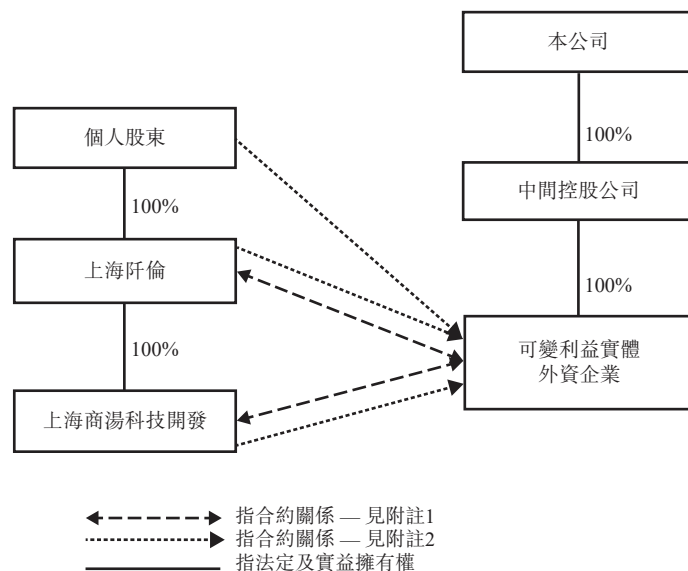 本公司
100%
個人股東
中間控股公司
100%
上海阡倫
100%
100%
可變利益實體
外資企業
上海商湯科技開發
指合約關係 — 見附註1
指合約關係 — 見附註2
指法定及實益擁有權